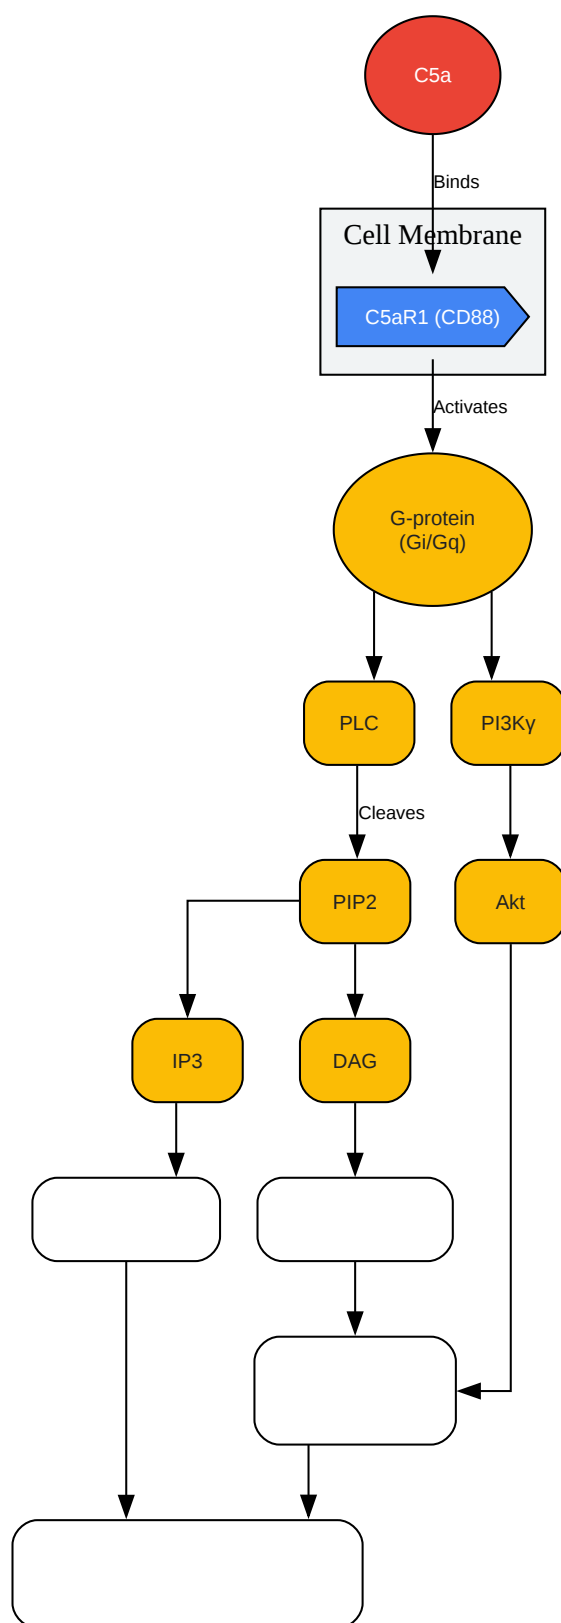 C5a
Binds
Cell Membrane
C5aR1 (CD88)
Activates
G-protein
(Gi/Gq)
PLC
PI3Kγ
Cleaves
PIP2
Akt
IP3
DAG